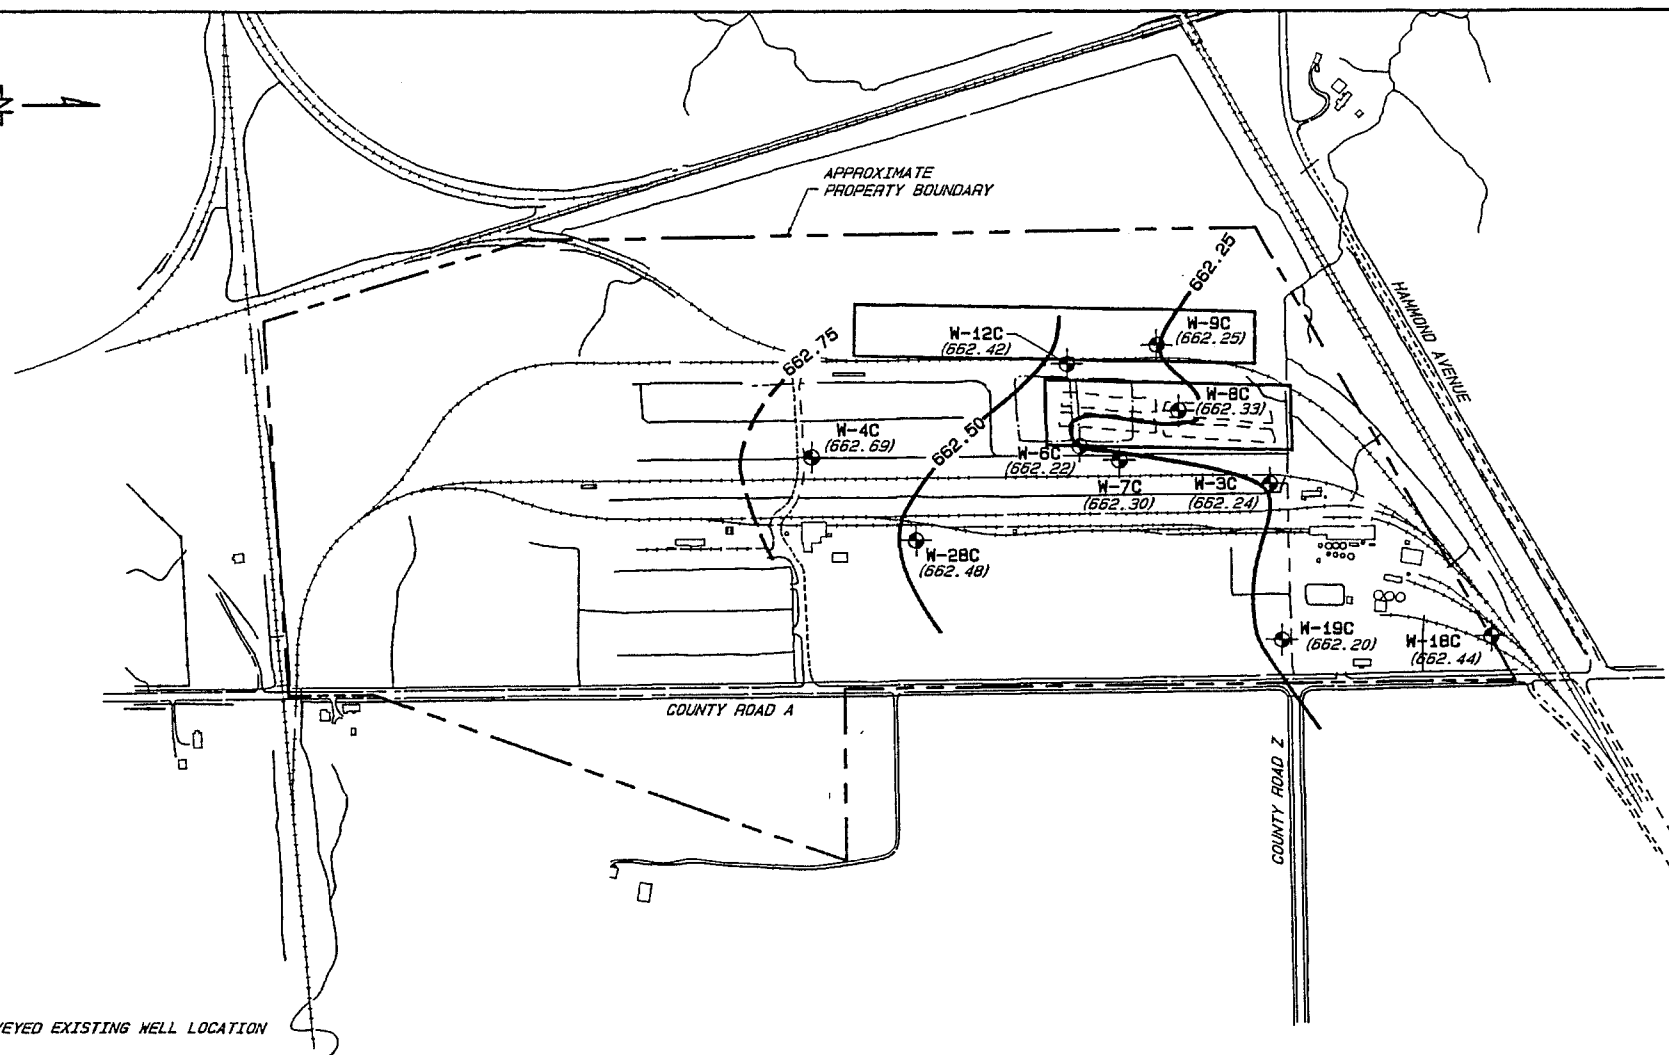 APPROXIMATE
PROPERTY BOUNDARY
HAMMOND AVENUE
662.25
W-9C
(662.25)
W-12C
(662.42)
662.75
W-8C
(662.33)
W-4C
(662.69)
662.50
W-6C
(662.22)
W-7C
(662.30)
W-3C
(662.24)
W-28C
(662.48)
W-19C
(662.20)
W-18C
(662.44)
COUNTY ROAD A
COUNTY ROAD Z
VEYED EXISTING WELL LOCATION